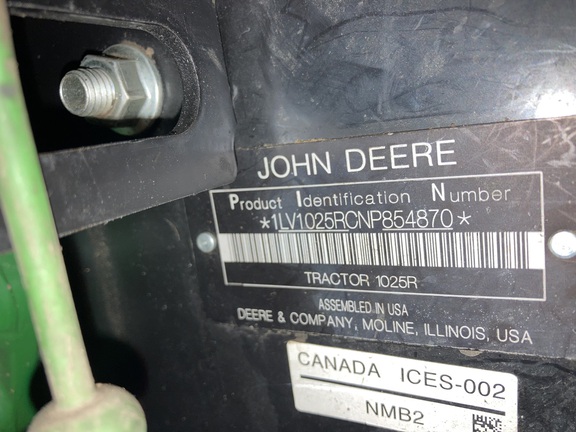 JOHN DEERE
Product Identification Number
*1LV1025RCNP854870*
TRACTOR 1025R
ASSEMBLED IN USA
DEERE & COMPANY, MOLINE, ILLINOIS, USA
CANADA ICES-002
NMB2